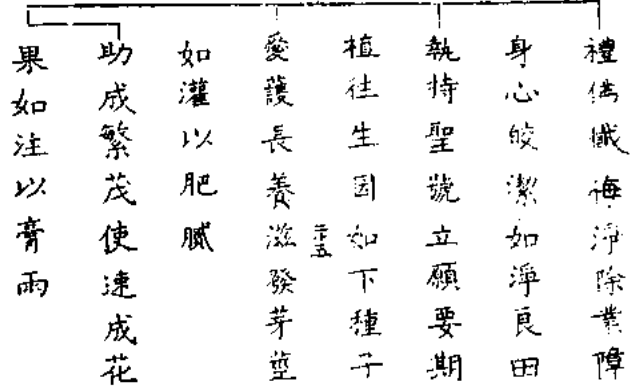 禮佛懺悔淨除業障
身心皎潔如淨良田
執持聖號立願要期
植往生因如下種子
二五
愛護長養滋發芽莖
如灌以肥膩
助成繁茂使速成花
果如注以膏雨